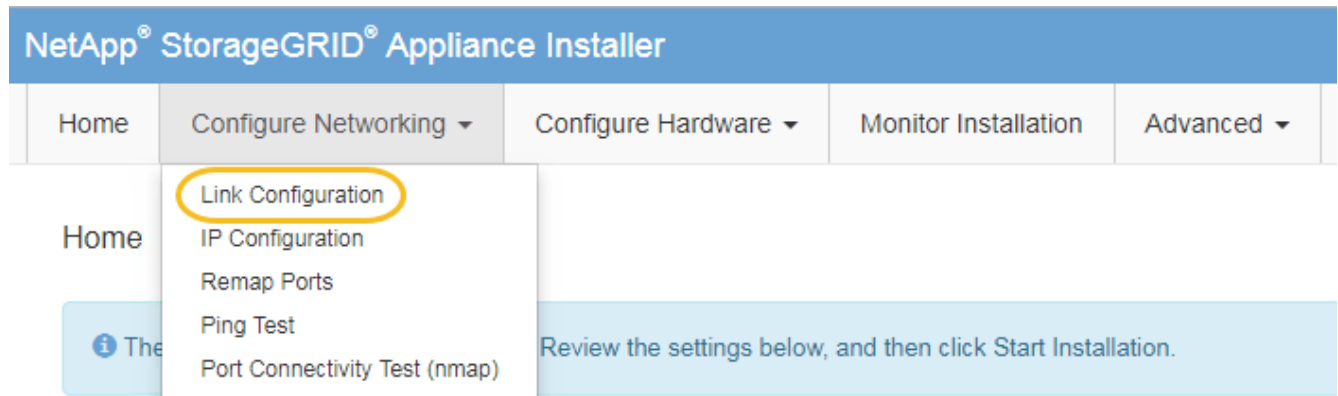 NetApp® StorageGRID® Appliance Installer
Home Configure Networking Configure Hardware Monitor Installation Advanced
Link Configuration
Home
IP Configuration
Remap Ports
Ping Test
The Review the settings below, and then click Start Installation.
Port Connectivity Test (nmap)